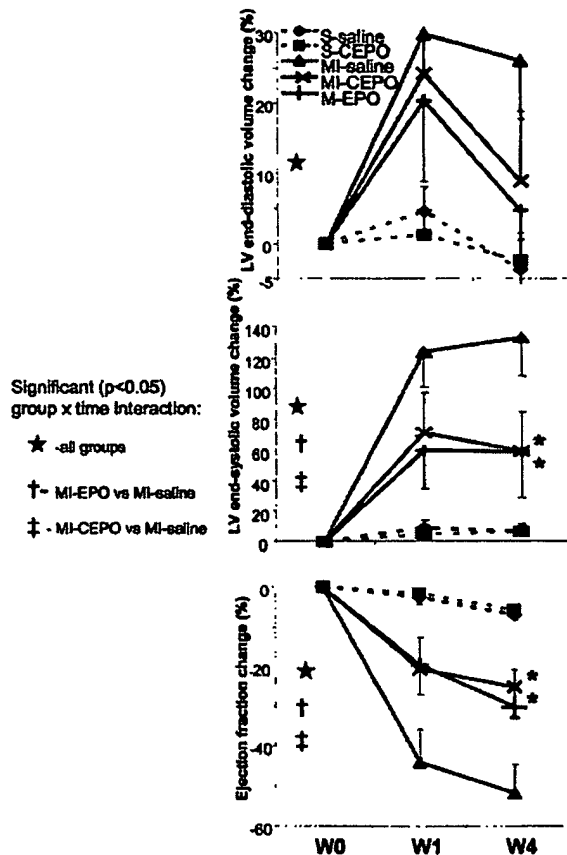 S-saline
S-CEPO
MI-saline
MI-CEPO
M-EPO
LV end-diastolic volume change (%)
30
20
10
0
-5
LV end-systolic volume change (%)
140
120
100
80
60
40
20
0
*
*
Significant (p<0.05)
group x time interaction:
★ -all groups
†- MI-EPO vs MI-saline
‡ - MI-CEPO vs MI-saline
Ejection fraction change (%)
0
-20
-40
-60
*
*
W0 W1 W4